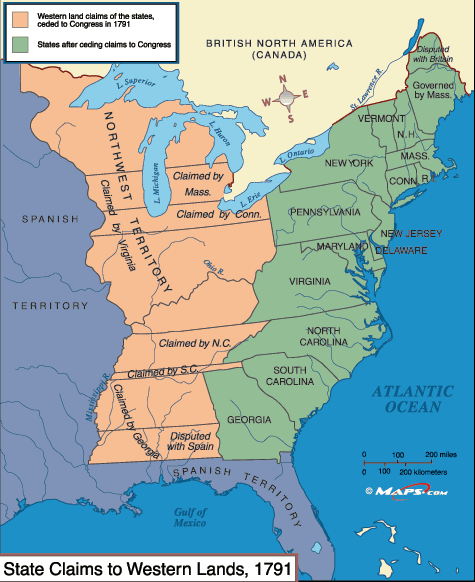 Western land claims of the states,
ceded to Congress in 1791
States after ceding claims to Congress
BRITISH NORTH AMERICA
(CANADA)
Disputed
with Britain
Governed
by Mass.
N
W E
S
St. Lawrence R.
L. Superior
L. Huron
L. Michigan
L. Ontario
L. Erie
VERMONT
N.H.
NEW YORK
MASS.
CONN.
R.I.
NORTHWEST TERRITORY
Claimed by
Mass.
Claimed by Conn.
Claimed by Virginia
PENNSYLVANIA
NEW JERSEY
MARYLAND
DELAWARE
SPANISH
TERRITORY
Ohio R.
VIRGINIA
Claimed by N.C.
NORTH
CAROLINA
Claimed by S.C.
SOUTH
CAROLINA
Mississippi R.
Claimed by Georgia
GEORGIA
Disputed
with Spain
SPANISH TERRITORY
ATLANTIC
OCEAN
0 100 200 miles
0 100 200 kilometers
© MAPS.COM
Gulf of
Mexico
State Claims to Western Lands, 1791